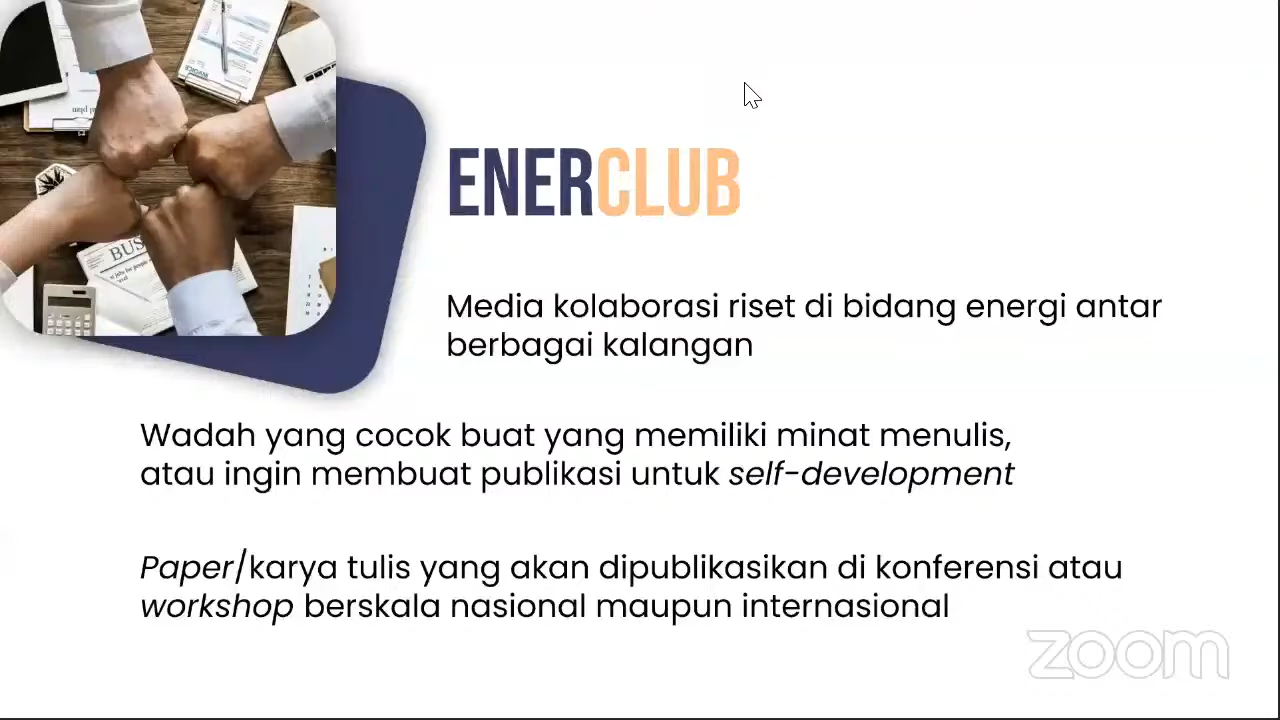 ENERCLUB
Media kolaborasi riset di bidang energi antar
berbagai kalangan
Wadah yang cocok buat yang memiliki minat menulis,
atau ingin membuat publikasi untuk self-development
Paper/karya tulis yang akan dipublikasikan di konferensi atau
workshop berskala nasional maupun internasional
zoom